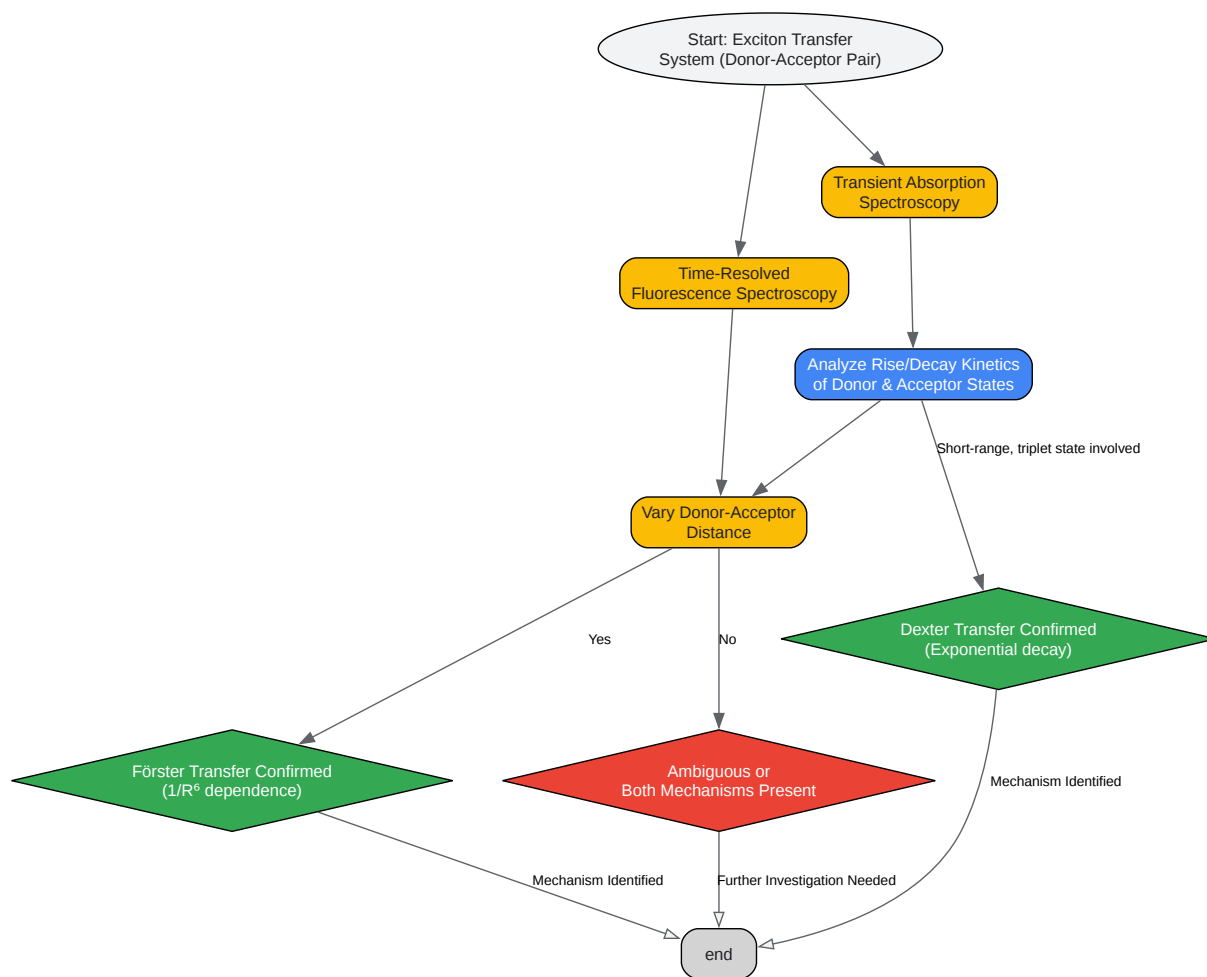 Start: Exciton Transfer
System (Donor-Acceptor Pair)
Transient Absorption
Spectroscopy
Time-Resolved
Fluorescence Spectroscopy
Analyze Rise/Decay Kinetics
of Donor & Acceptor States
Short-range, triplet state involved
Vary Donor-Acceptor
Distance
Yes
No
Dexter Transfer Confirmed
(Exponential decay)
Förster Transfer Confirmed
(1/R⁶ dependence)
Ambiguous or
Both Mechanisms Present
Mechanism Identified
Mechanism Identified
Further Investigation Needed
end